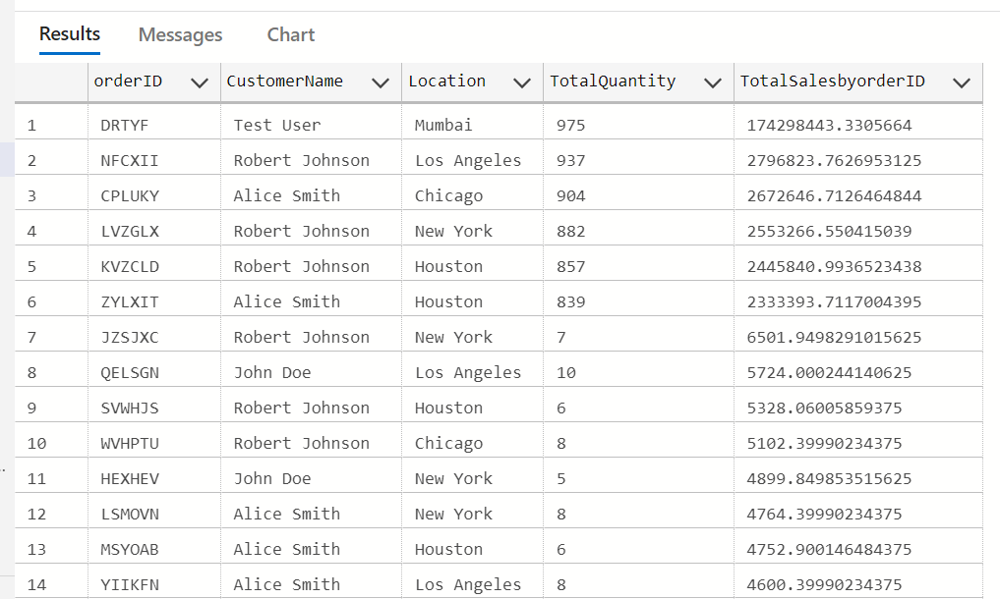 Results Messages Chart
orderID CustomerName Location TotalQuantity TotalSalesbyorderID
1 DRTYF Test User Mumbai 975 174298443.3305664
2 NFCXII Robert Johnson Los Angeles 937 2796823.7626953125
3 CPLUKY Alice Smith Chicago 904 2672646.7126464844
4 LVZGLX Robert Johnson New York 882 2553266.550415039
5 KVZCLD Robert Johnson Houston 857 2445840.9936523438
6 ZYLXIT Alice Smith Houston 839 2333393.7117004395
7 JZSJXC Robert Johnson New York 7 6501.9498291015625
8 QELSGN John Doe Los Angeles 10 5724.000244140625
9 SVWHJS Robert Johnson Houston 6 5328.06005859375
10 WVHPTU Robert Johnson Chicago 8 5102.39990234375
11 HEXHEV John Doe New York 5 4899.849853515625
12 LSMOVN Alice Smith New York 8 4764.39990234375
13 MSYOAB Alice Smith Houston 6 4752.900146484375
14 YIIKFN Alice Smith Los Angeles 8 4600.39990234375